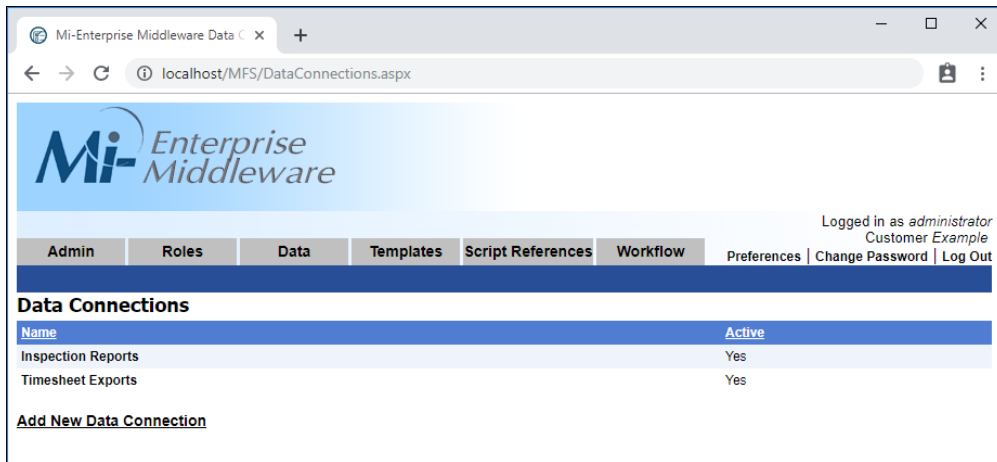 Mi-Enterprise Middleware Data C
localhost/MFS/DataConnections.aspx
Mi-Enterprise
Middleware
Logged in as administrator
Customer Example
Admin Roles Data Templates Script References Workflow Preferences | Change Password | Log Out
Data Connections
Name Active
Inspection Reports Yes
Timesheet Exports Yes
Add New Data Connection